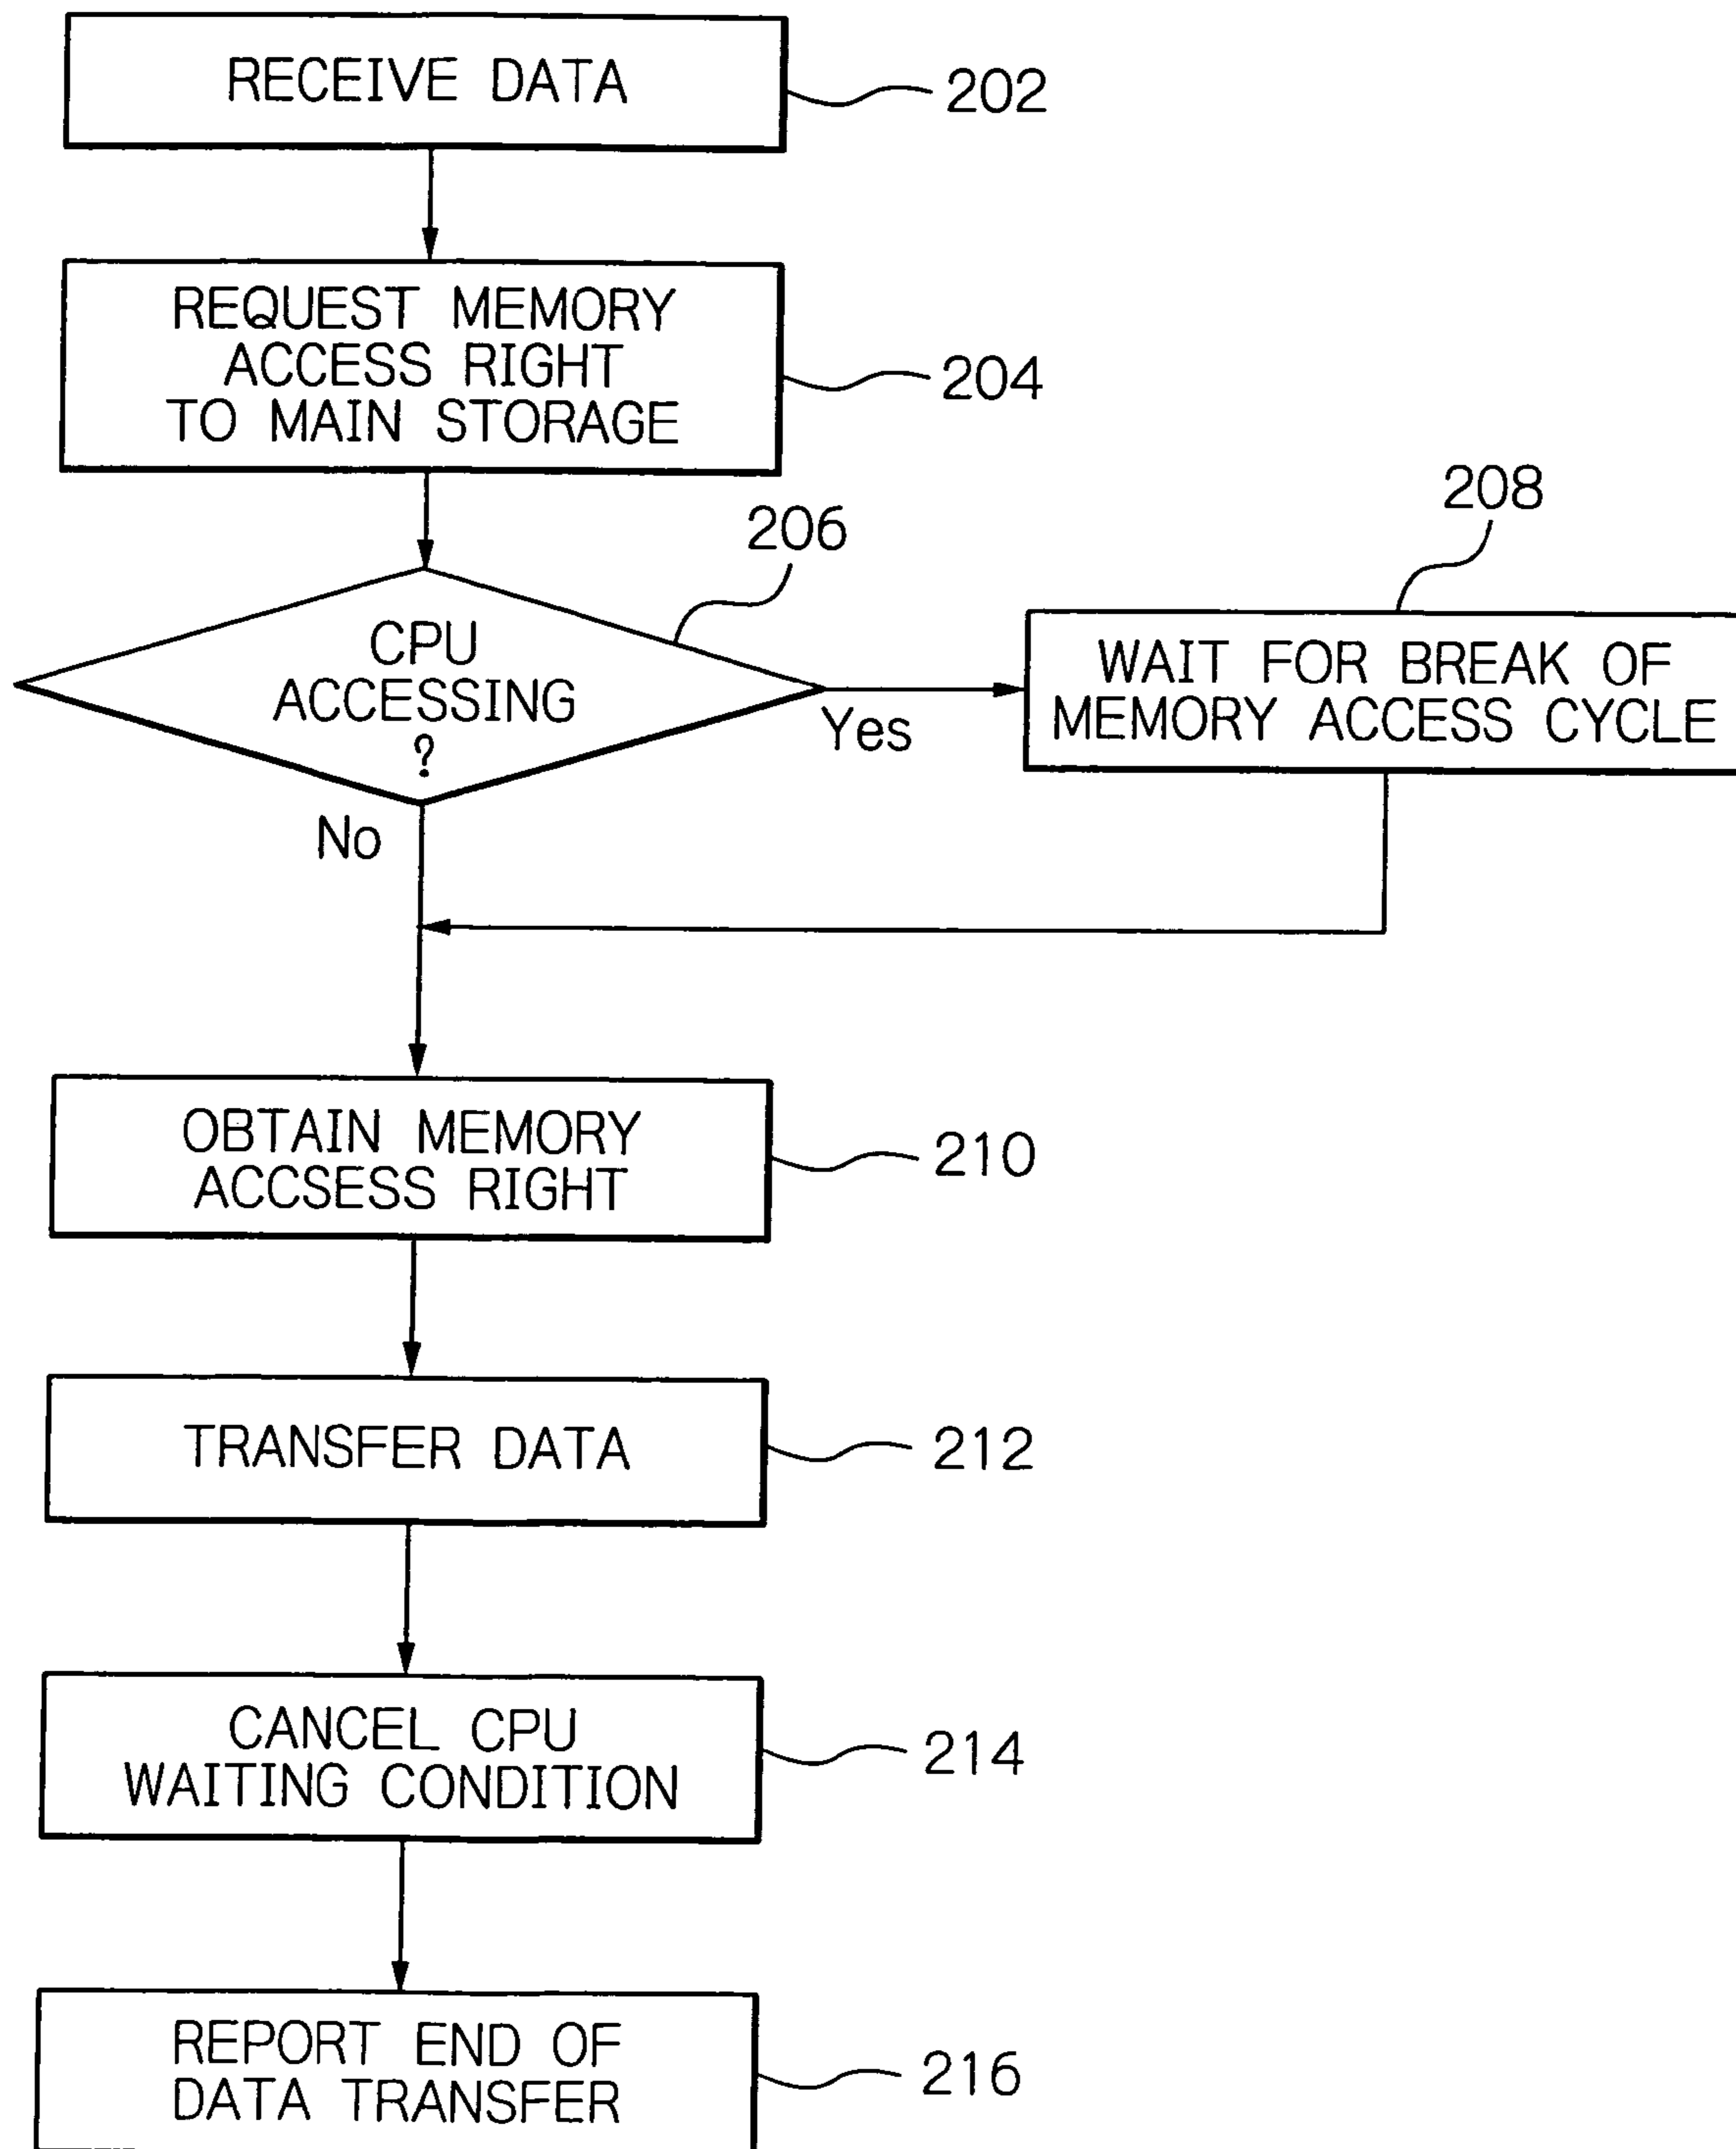 RECEIVE DATA
202
REQUEST MEMORY
ACCESS RIGHT
TO MAIN STORAGE
204
206
CPU
ACCESSING
?
Yes
No
208
WAIT FOR BREAK OF
MEMORY ACCESS CYCLE
OBTAIN MEMORY
ACCSESS RIGHT
210
TRANSFER DATA
212
CANCEL CPU
WAITING CONDITION
214
REPORT END OF
DATA TRANSFER
216